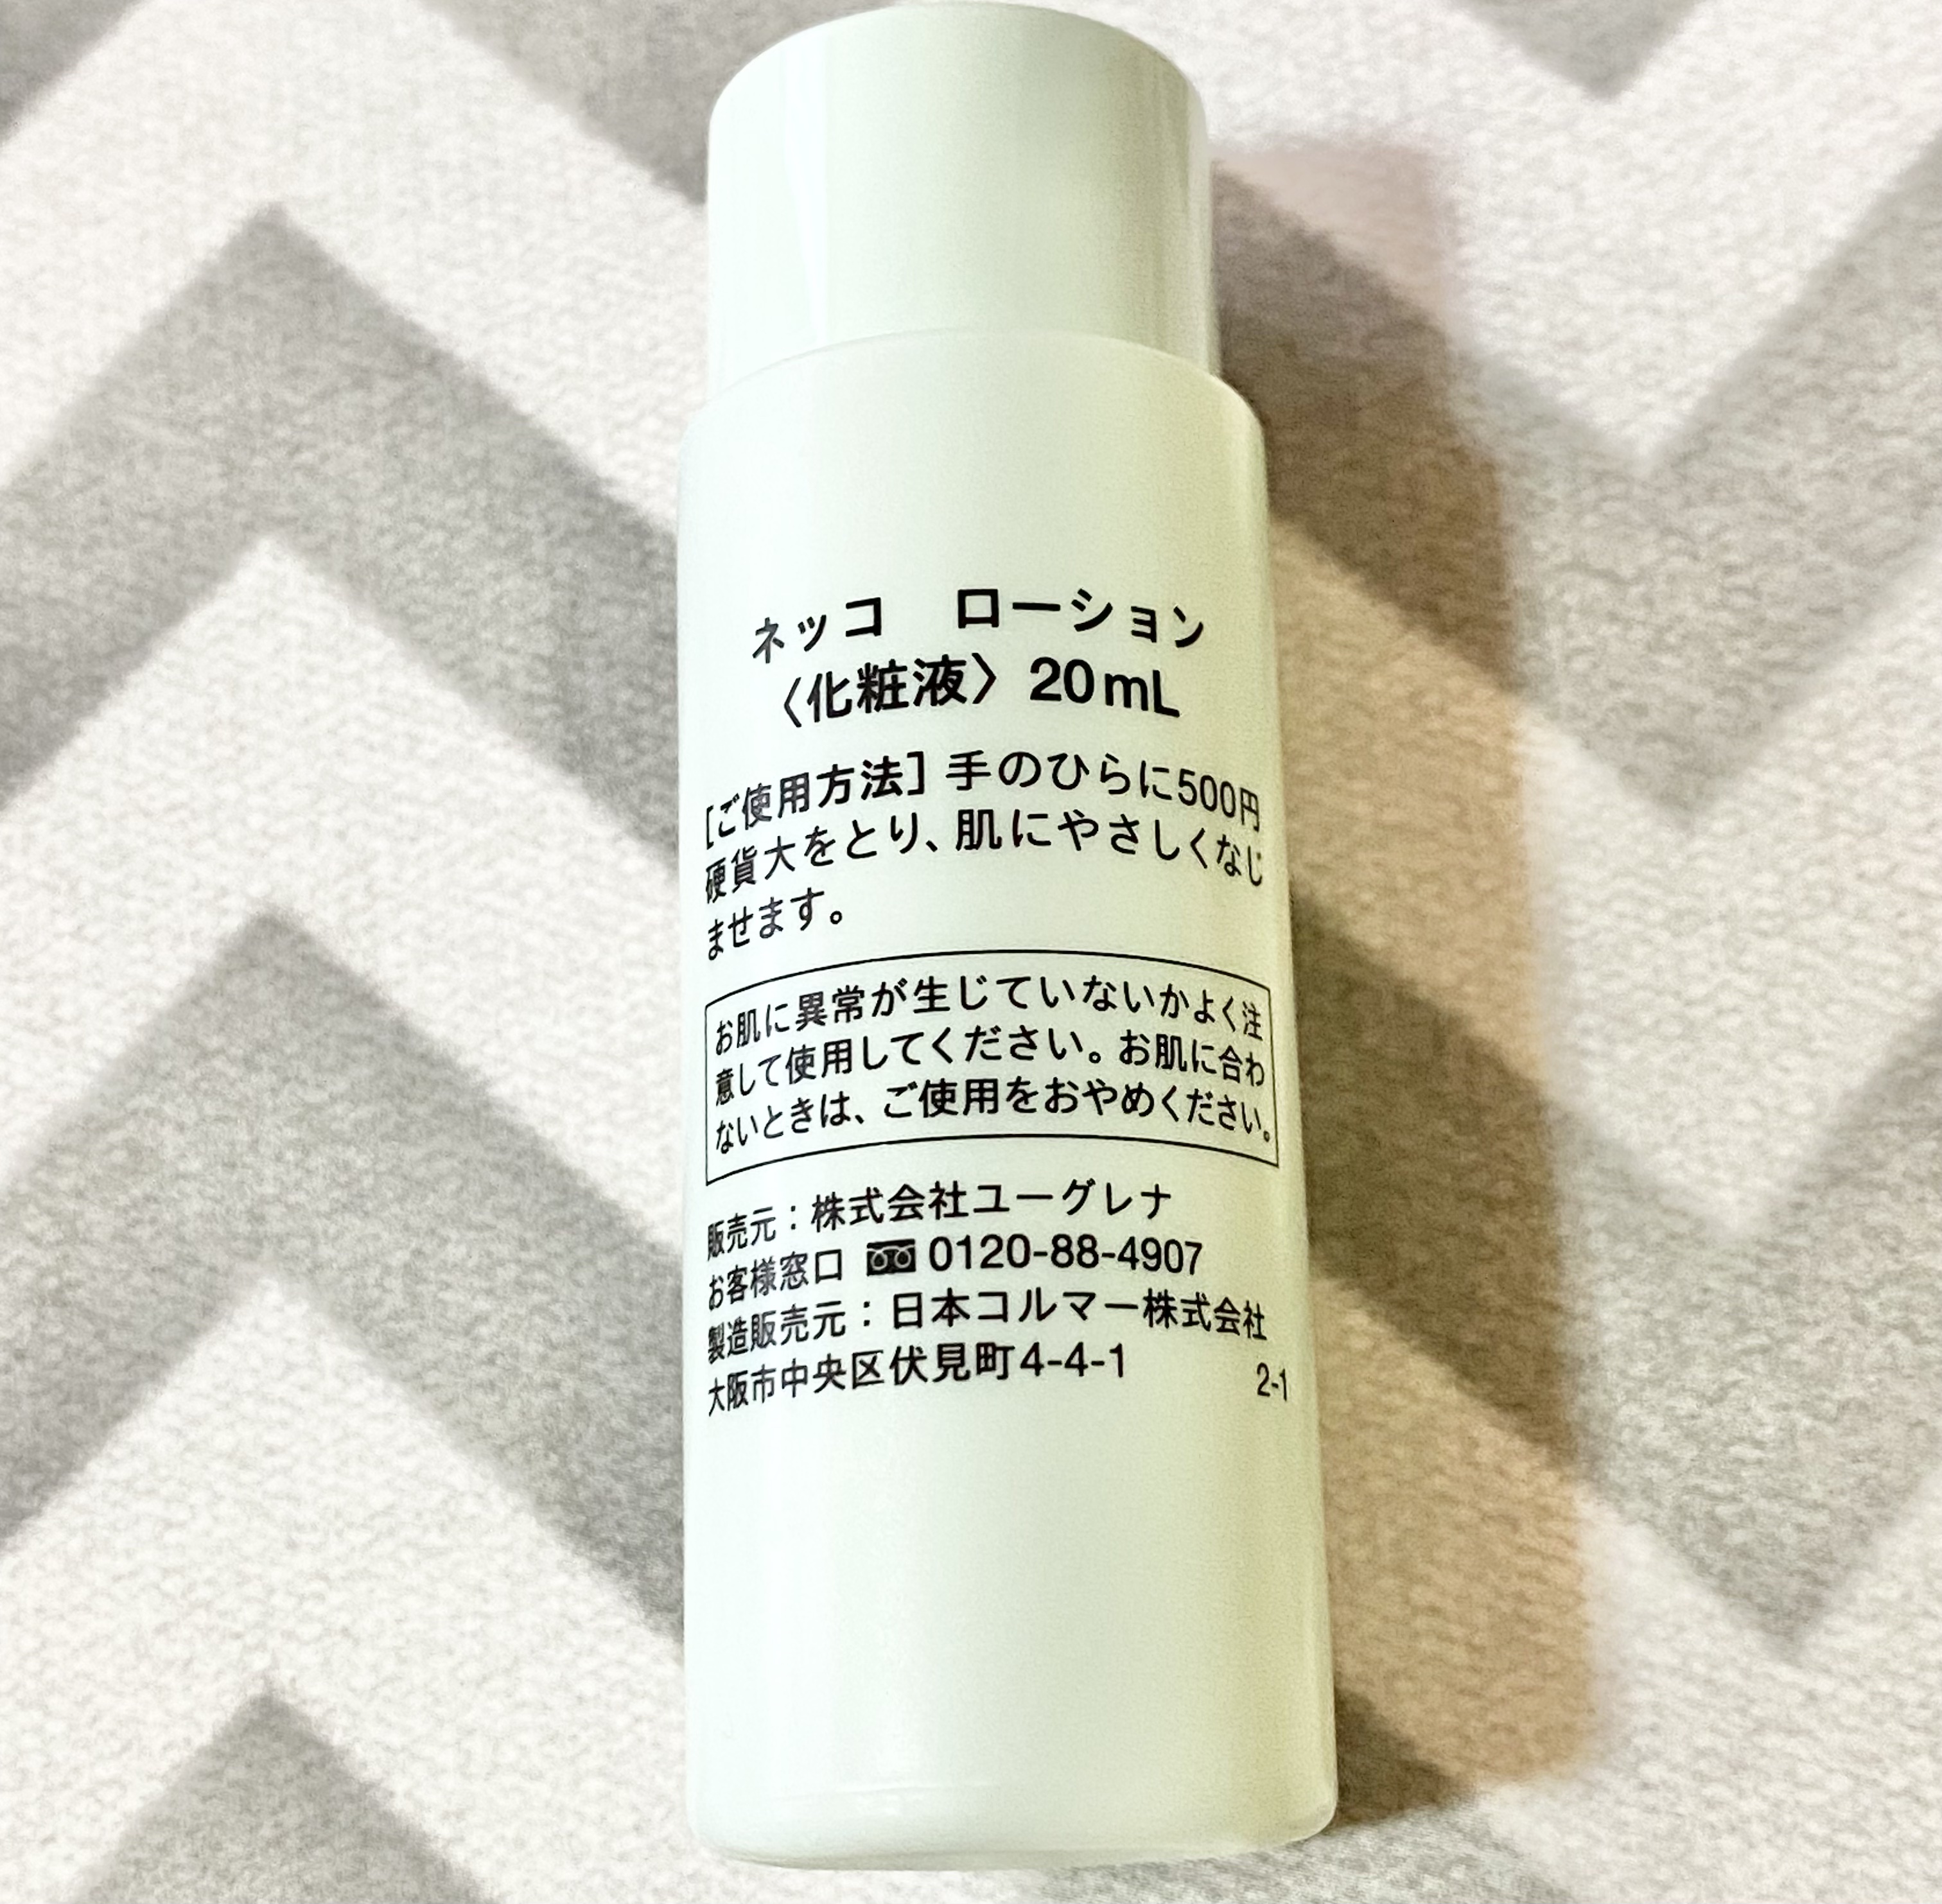 ネッコ　ローション
〈化粧液〉20mL
[ご使用方法] 手のひらに500円
硬貨大をとり、肌にやさしくなじ
ませます。
お肌に異常が生じていないかよく注
意して使用してください。お肌に合わ
ないときは、ご使用をおやめください。
販売元：株式会社ユーグレナ
お客様窓口 0120-88-4907
製造販売元：日本コルマー株式会社
大阪市中央区伏見町4-4-1
2-1